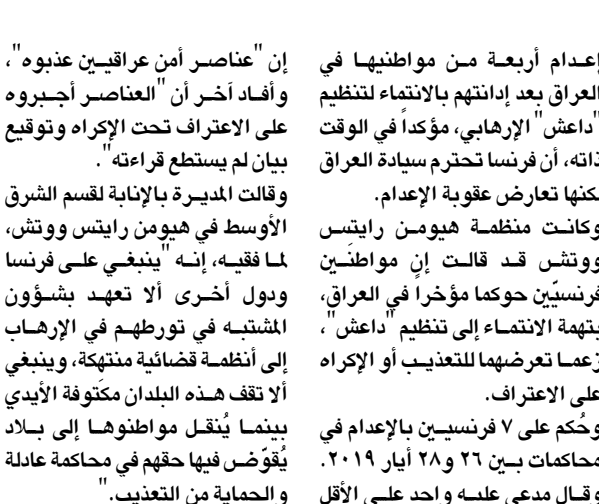 إعدام أربعة من مواطنيها في
العراق بعد إدانتهم بالانتماء لتنظيم
"داعش" الإرهابي، مؤكداً في الوقت
ذاته، أن فرنسا تحترم سيادة العراق
لكنها تعارض عقوبة الإعدام.
وكانت منظمة هيومن رايتس
ووتش قد قالت إن مواطنَين
فرنسيّين حوكما مؤخرا في العراق،
بتهمة الانتماء إلى تنظيم "داعش"،
زعما تعرضهما للتعذيب أو الإكراه
على الاعتراف.
وحُكم على ٧ فرنسيين بالإعدام في
محاكمات بين ٢٦ و٢٨ أيار ٢٠١٩.
وقال مدعى عليه واحد على الأقل
إن "عناصر أمن عراقيين عذبوه"،
وأفاد آخر أن "العناصر أجبروه
على الاعتراف تحت الإكراه وتوقيع
بيان لم يستطع قراءته".
وقالت المديرة بالإنابة لقسم الشرق
الأوسط في هيومن رايتس ووتش،
لما فقيه، إنه "ينبغي على فرنسا
ودول أخرى ألا تعهد بشؤون
المشتبه في تورطهم في الإرهاب
إلى أنظمة قضائية منتهكة، وينبغي
ألا تقف هذه البلدان مكتوفة الأيدي
بينما يُنقل مواطنوها إلى بلاد
يُقوّض فيها حقهم في محاكمة عادلة
والحماية من التعذيب."